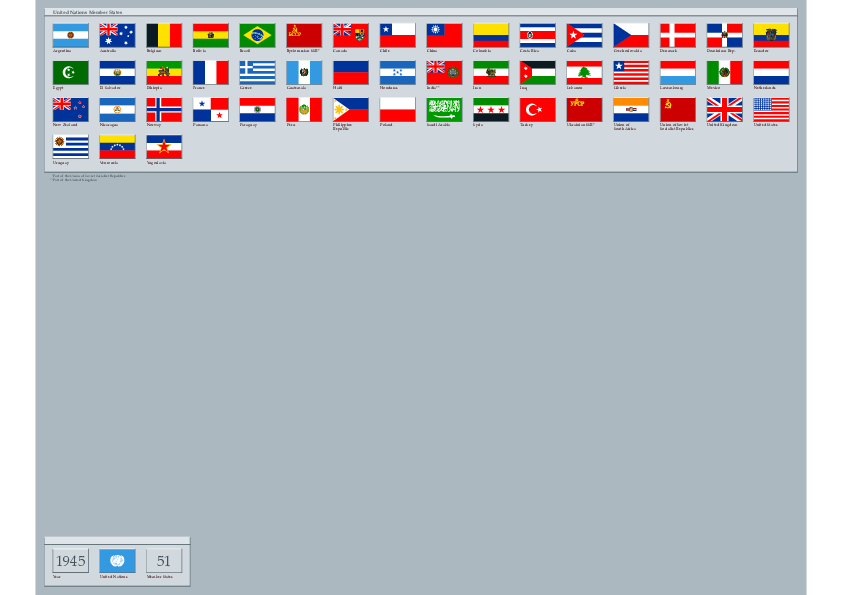 United Nations Member States
Argentina Australia Belgium Bolivia Brazil Byelorussian SSR* Canada Chile China Colombia Costa Rica Cuba Czechoslovakia Denmark Dominican Rep. Ecuador
Egypt El Salvador Ethiopia France Greece Guatemala Haiti Honduras India** Iran Iraq Lebanon Liberia Luxembourg Mexico Netherlands
New Zealand Nicaragua Norway Panama Paraguay Peru Philippine Republic Poland Saudi Arabia Syria Turkey Ukrainian SSR* Union of South Africa Union of Soviet Socialist Republics United Kingdom United States
Uruguay Venezuela Yugoslavia
1945 51
Year United Nations Member States